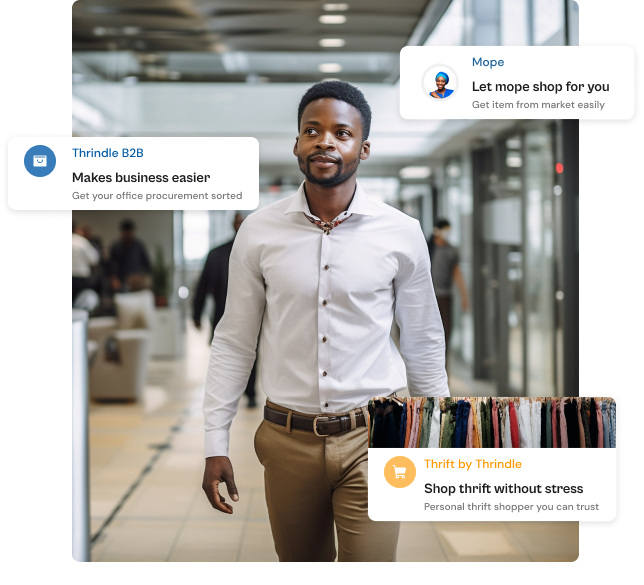 Mope
Let mope shop for you
Get item from market easily
Thrindle B2B
Makes business easier
Get your office procurement sorted
Thrift by Thrindle
Shop thrift without stress
Personal thrift shopper you can trust